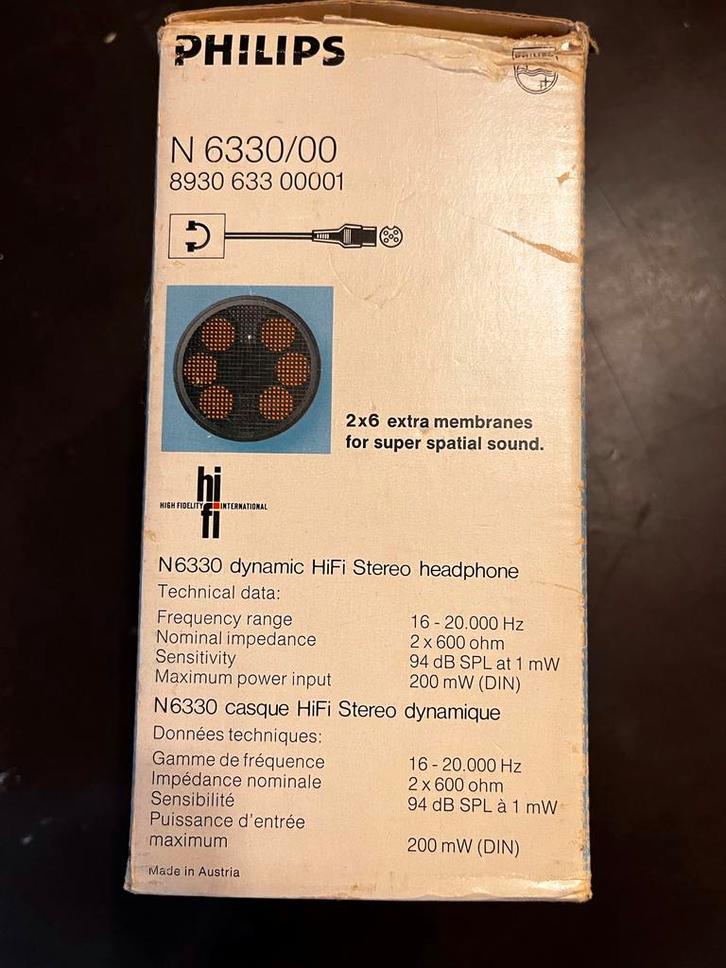 PHILIPS
PHILIPS
N 6330/00
8930 633 00001
2x6 extra membranes
for super spatial sound.
hi
HIGH FIDELITY INTERNATIONAL
fi
N6330 dynamic HiFi Stereo headphone
Technical data:
Frequency range 16 - 20.000 Hz
Nominal impedance 2 x 600 ohm
Sensitivity 94 dB SPL at 1 mW
Maximum power input 200 mW (DIN)
N6330 casque HiFi Stereo dynamique
Données techniques:
Gamme de fréquence 16 - 20.000 Hz
Impédance nominale 2 x 600 ohm
Sensibilité 94 dB SPL à 1 mW
Puissance d'entrée
maximum 200 mW (DIN)
Made in Austria